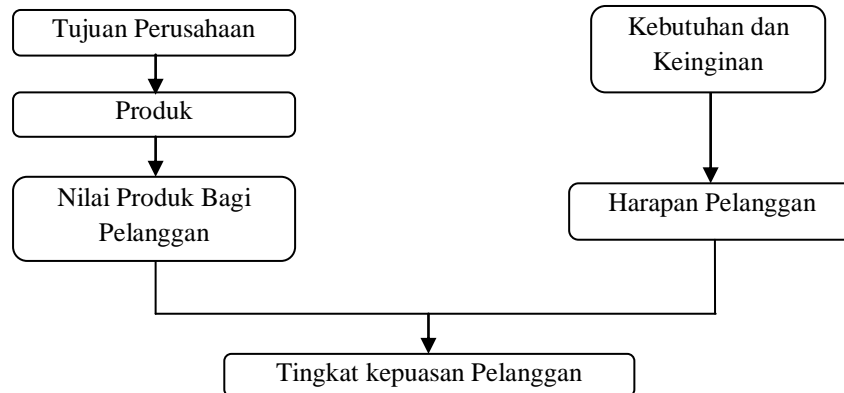 Tujuan Perusahaan
Produk
Nilai Produk Bagi
Pelanggan
Kebutuhan dan
Keinginan
Harapan Pelanggan
Tingkat kepuasan Pelanggan